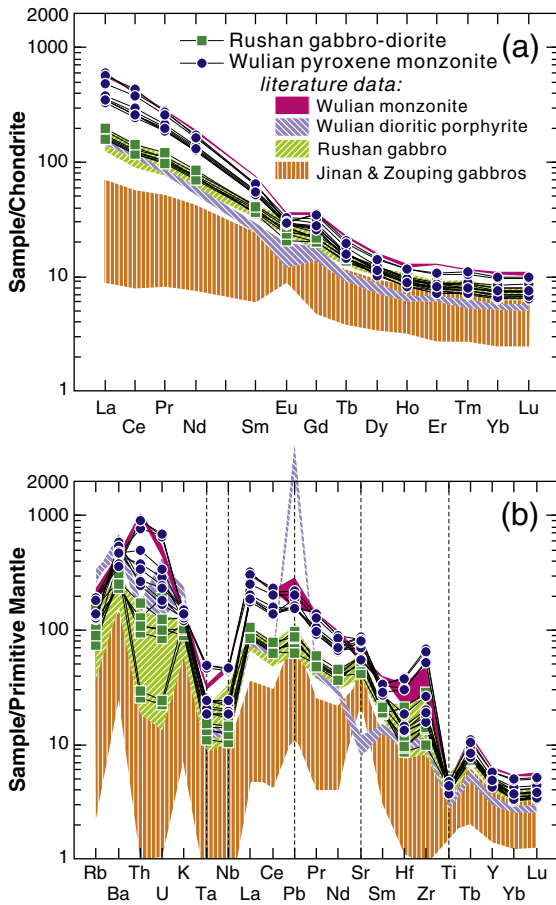 2000
1000
100
10
1
Sample/Chondrite
(a)
Rushan gabbro-diorite
Wulian pyroxene monzonite
literature data:
Wulian monzonite
Wulian dioritic porphyrite
Rushan gabbro
Jinan & Zouping gabbros
La Pr Nd Sm Eu Tb Ho Tm Lu
Ce Gd Dy Er Yb
2000
1000
100
10
1
Sample/Primitive Mantle
(b)
Rb Th K Nb Ce Pr Sr Hf Ti Y Lu
Ba U Ta La Pb Nd Sm Zr Tb Yb